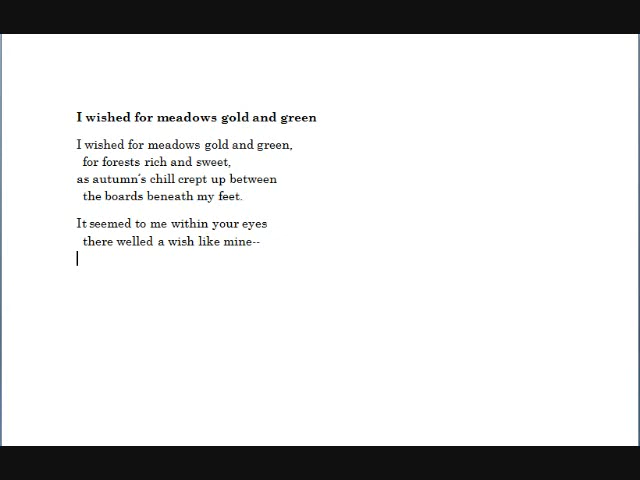 I wished for meadows gold and green
I wished for meadows gold and green,
for forests rich and sweet,
as autumn's chill crept up between
the boards beneath my feet.
It seemed to me within your eyes
there welled a wish like mine--